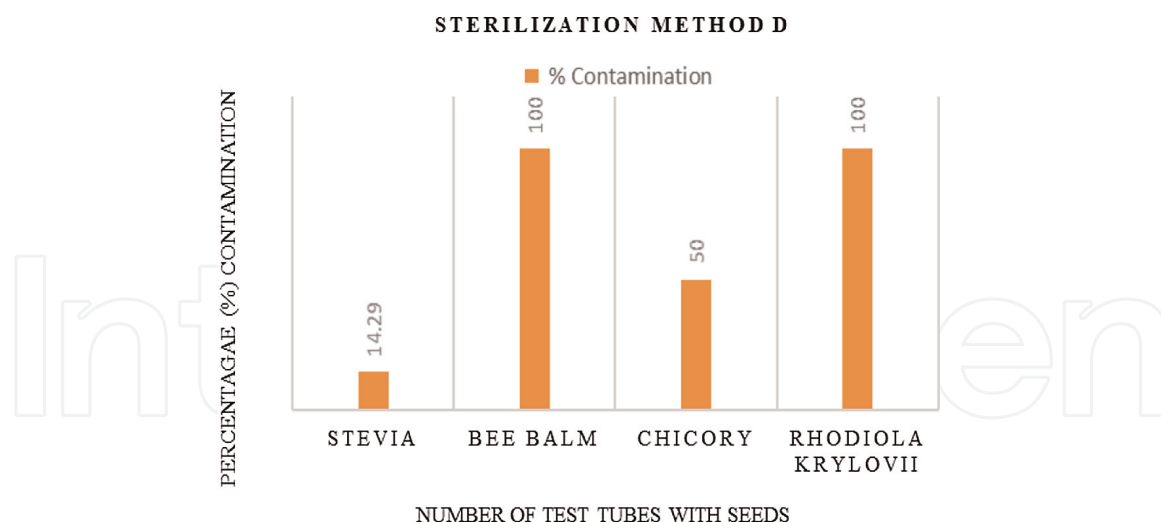 STERILIZATION METHOD D
% Contamination
PERCENTAGAE (%) CONTAMINATION
14.29
100
50
100
STEVIA
BEE BALM
CHICORY
RHODIOLA
KRYLOVII
NUMBER OF TEST TUBES WITH SEEDS
Inten